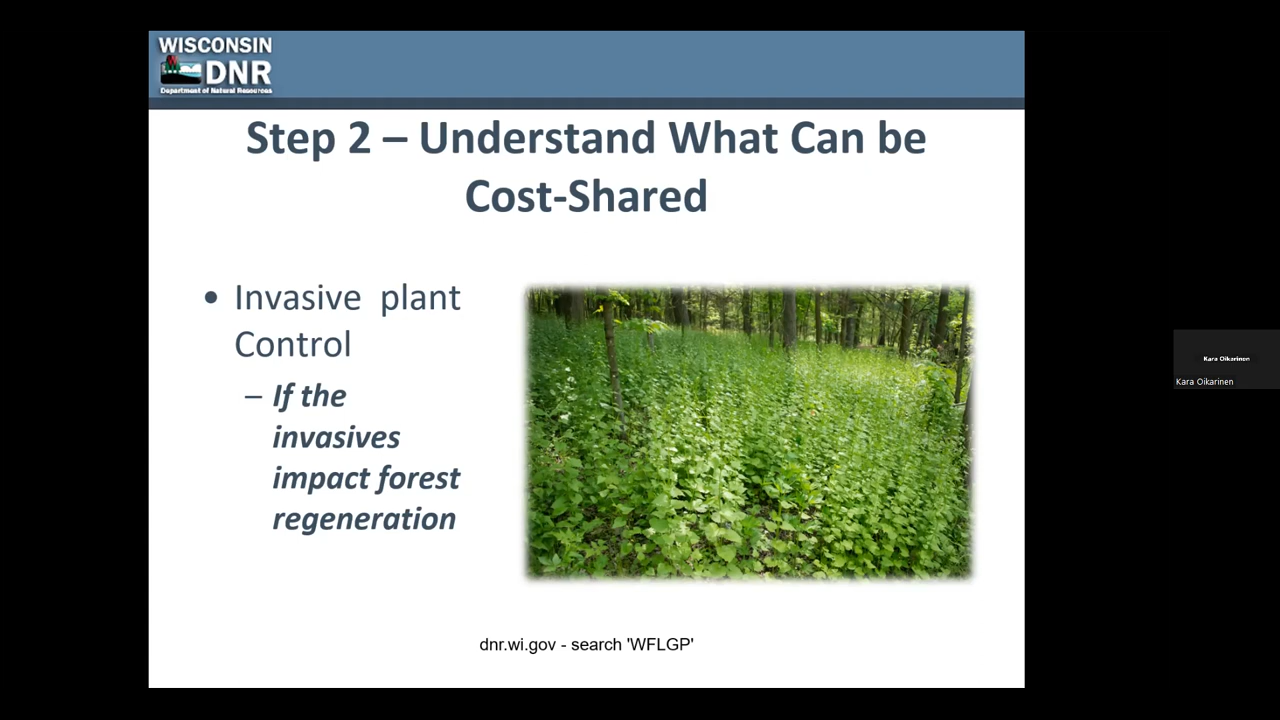 WISCONSIN
DNR
Department of Natural Resources
Step 2 – Understand What Can be
Cost-Shared
• Invasive plant
Control
– If the
invasives
impact forest
regeneration
dnr.wi.gov - search 'WFLGP'
Kara Oikarinen
Kara Oikarinen